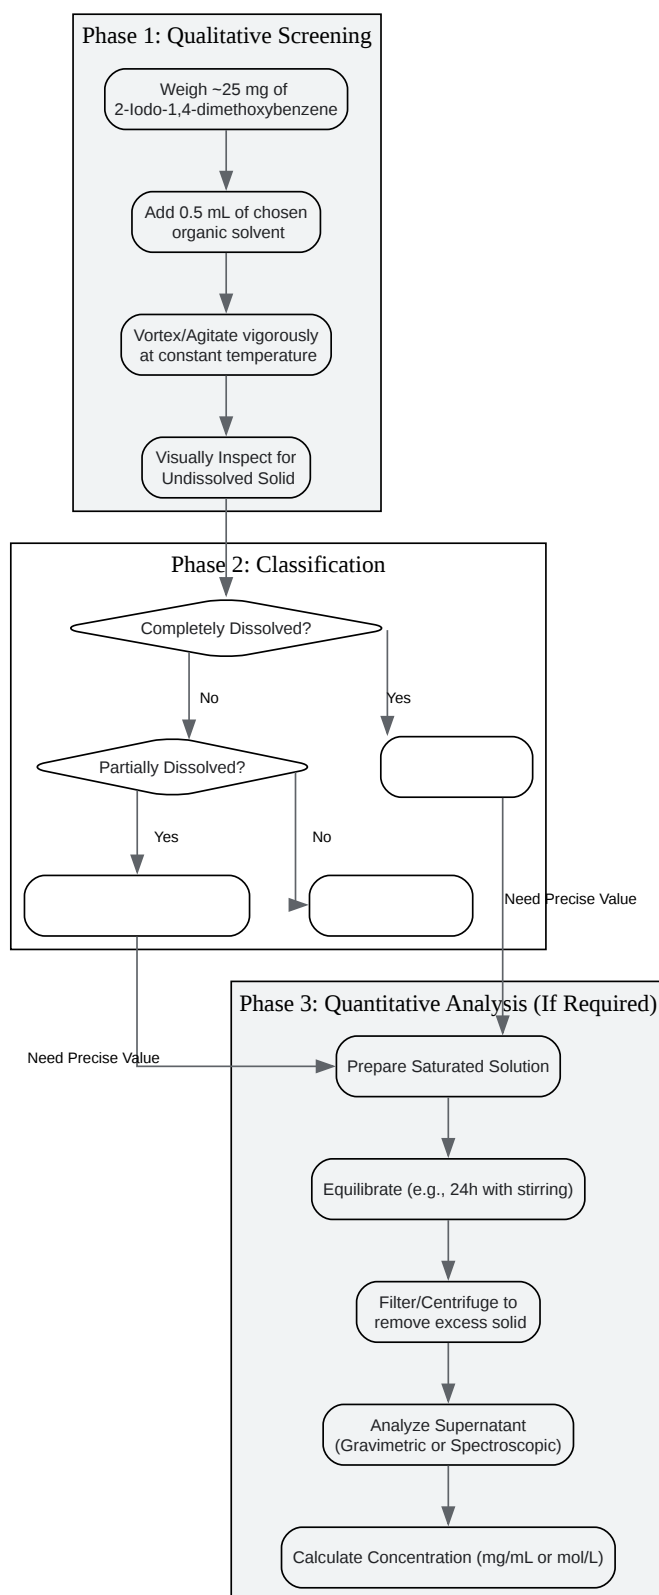 Phase 1: Qualitative Screening
Weigh ~25 mg of
2-Iodo-1,4-dimethoxybenzene
Add 0.5 mL of chosen
organic solvent
Vortex/Agitate vigorously
at constant temperature
Visually Inspect for
Undissolved Solid
Phase 2: Classification
Completely Dissolved?
No
Yes
Partially Dissolved?
Yes
No
Need Precise Value
Phase 3: Quantitative Analysis (If Required)
Need Precise Value
Prepare Saturated Solution
Equilibrate (e.g., 24h with stirring)
Filter/Centrifuge to
remove excess solid
Analyze Supernatant
(Gravimetric or Spectroscopic)
Calculate Concentration (mg/mL or mol/L)